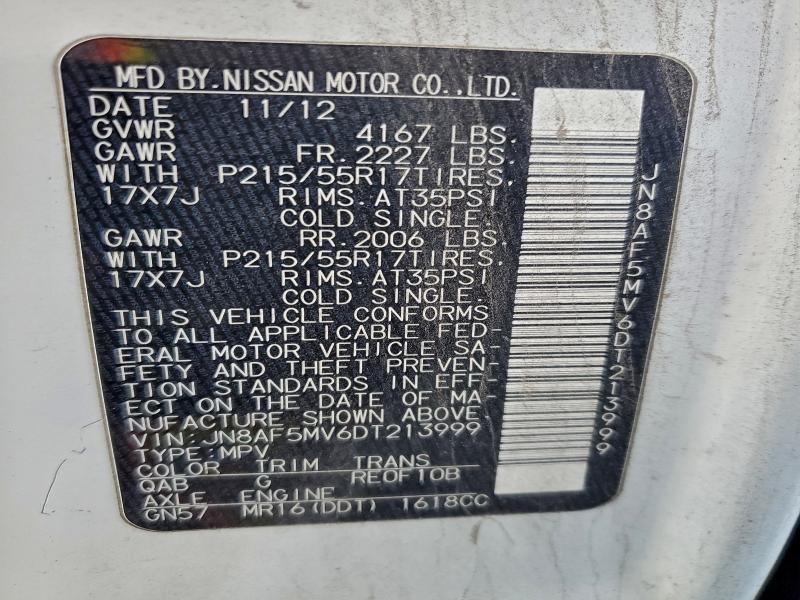 MFD BY.NISSAN MOTOR CO.,LTD.
DATE 11/12
GVWR 4167 LBS.
GAWR FR. 2227 LBS.
WITH P215/55R17TIRES,
17X7J RIMS,AT35PSI
COLD SINGLE.
GAWR RR. 2006 LBS.
WITH P215/55R17TIRES,
17X7J RIMS,AT35PSI
COLD SINGLE.
THIS VEHICLE CONFORMS
TO ALL APPLICABLE FED-
ERAL MOTOR VEHICLE SA-
FETY AND THEFT PREVEN-
TION STANDARDS IN EFF-
ECT ON THE DATE OF MA-
NUFACTURE SHOWN ABOVE.
VIN:JN8AF5MV6DT213999
TYPE:MPV
COLOR TRIM TRANS
QAB G RE0F10B
AXLE ENGINE
GN57 MR16(DDT) 1618CC
JN8AF5MV6DT213999